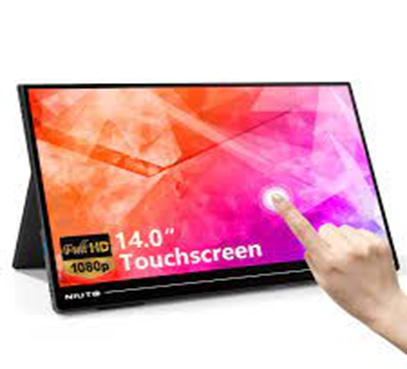 Full HD
1080p
14.0"
Touchscreen
NIUTO